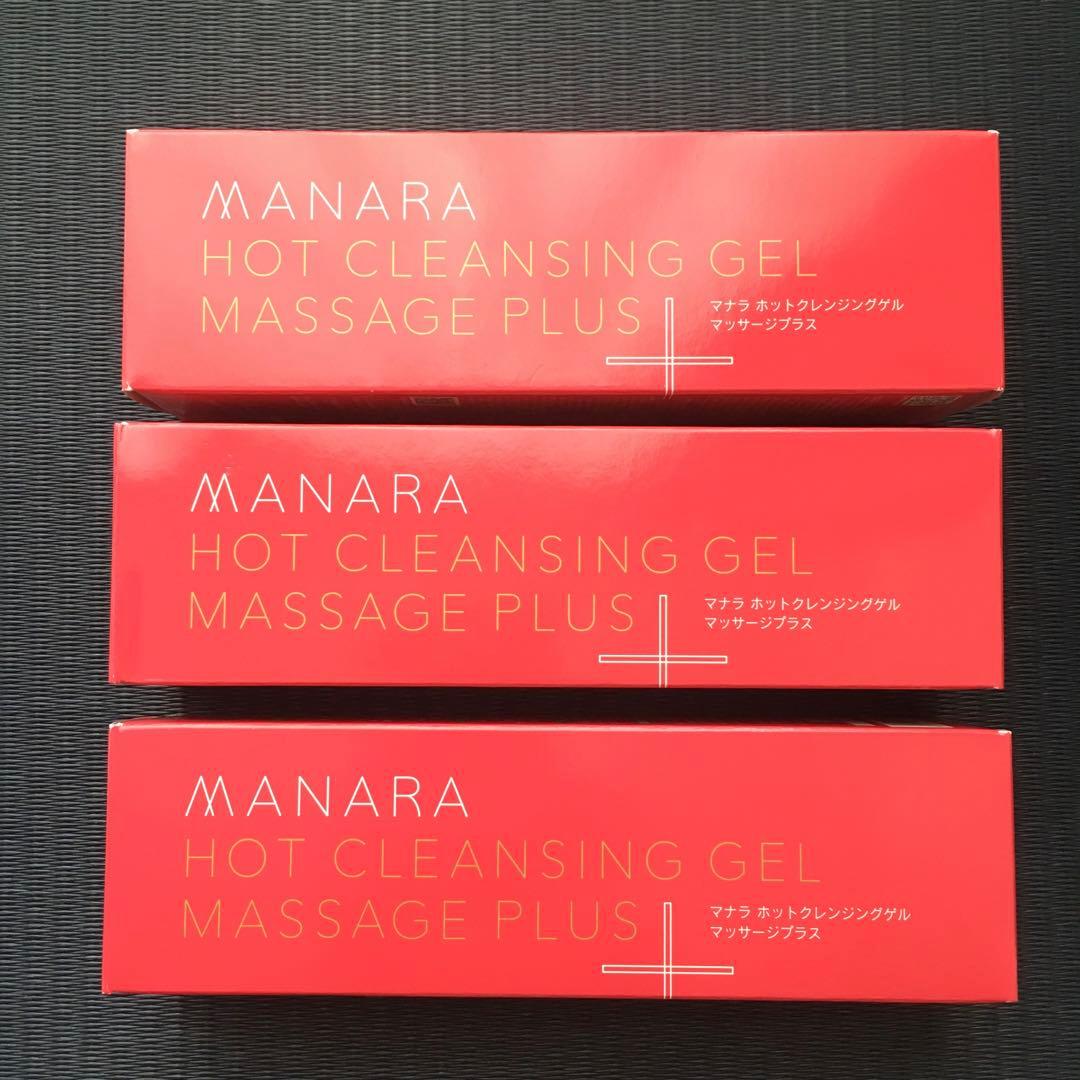 MANARA
HOT CLEANSING GEL
MASSAGE PLUS
マナラ ホットクレンジングゲル
マッサージプラス
MANARA
HOT CLEANSING GEL
MASSAGE PLUS
マナラ ホットクレンジングゲル
マッサージプラス
MANARA
HOT CLEANSING GEL
MASSAGE PLUS
マナラ ホットクレンジングゲル
マッサージプラス